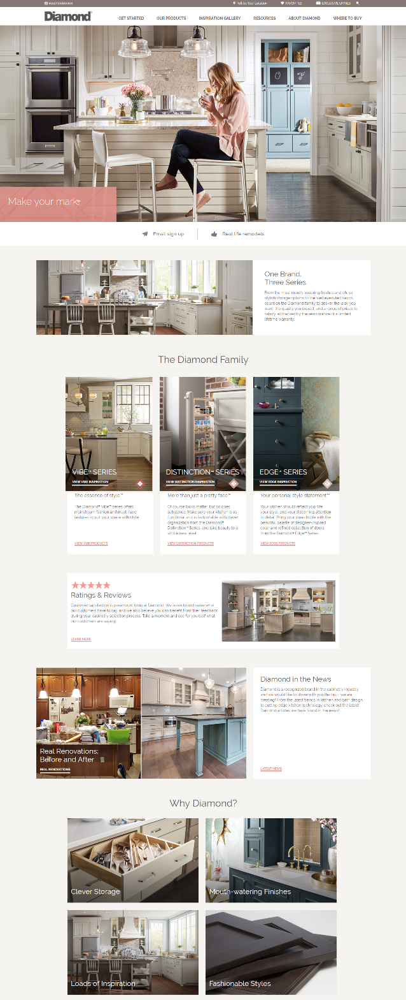 MASTERBRAND
Tell Us Your Location
FAVORITES
EXCLUSIVE EMAILS
Diamond®
GET STARTED
OUR PRODUCTS
INSPIRATION GALLERY
RESOURCES
ABOUT DIAMOND
WHERE TO BUY
Make your mark.™
Email sign up
Real life remodels
One Brand.
Three Series.
From the most mouth-watering finishes and oh-so
stylish storage options to the well executed basics,
count on the Diamond family to deliver the look you
want, the quality you expect, and a range of prices to
satisfy, all backed by the reassurance of a limited
lifetime warranty.
The Diamond Family
VIBE™ SERIES
VIEW VIBE INSPIRATION
The essence of style™
The Diamond® Vibe™ series offers
mainstream fashion and must-have
features to suit your space with style.
VIEW VIBE PRODUCTS
DISTINCTION™ SERIES
VIEW DISTINCTION INSPIRATION
More than just a pretty face™
Of course looks matter, but so does
substance. Make sure your kitchen is as
functional as it is fashionable with clever
organization from the Diamond®
Distinction™ Series, and take beauty to a
whole new level.
VIEW DISTINCTION PRODUCTS
EDGE™ SERIES
VIEW EDGE INSPIRATION
Your personal style statement™
Your kitchen should reflect your life,
your style, and your discerning attention
to detail. Bring your ideas to life with the
beautiful palette of designer-inspired
color and refined collection of doors
from the Diamond® Edge™ Series.
VIEW EDGE PRODUCTS
Ratings & Reviews
Customer satisfaction is paramount to us at Diamond. We listen to and value what
our customers have to say, and we also believe you can benefit from their feedback
during your cabinetry selection process. Take a moment and see for yourself what
our customers are saying!
LEARN MORE
Real Renovations:
Before and After
REAL RENOVATIONS
Diamond in the News
Diamond is a recognized brand in the cabinetry industry
and we would like to share with you the buzz we are
creating! From the latest trends in kitchen and bath design
to cutting edge kitchen technology, check out the latest
Diamond articles we have found in the news!
LATEST NEWS
Why Diamond?
Clever Storage
Mouth-watering Finishes
Loads of Inspiration
Fashionable Styles